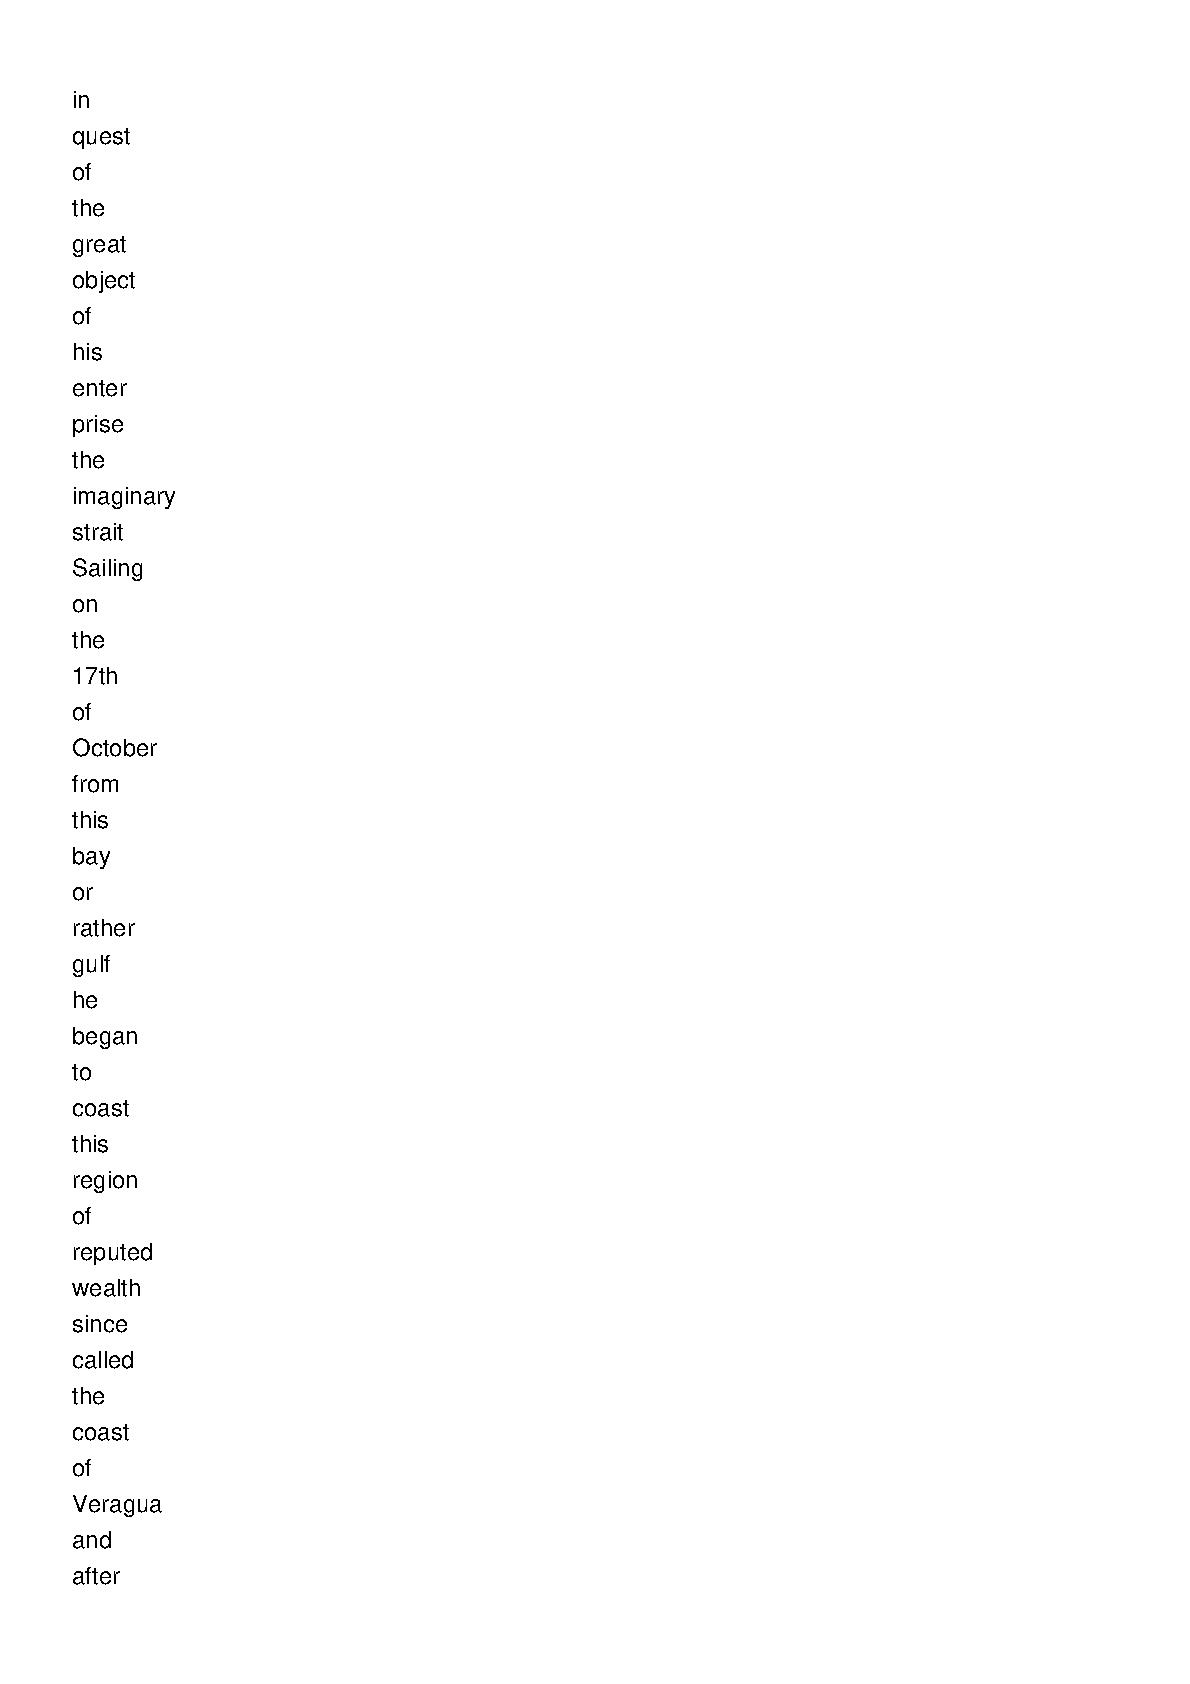 in
quest
of
the
great
object
of
his
enter
prise
the
imaginary
strait
Sailing
on
the
17th
of
October
from
this
bay
or
rather
gulf
he
began
to
coast
this
region
of
reputed
wealth
since
called
the
coast
of
Veragua
and
after